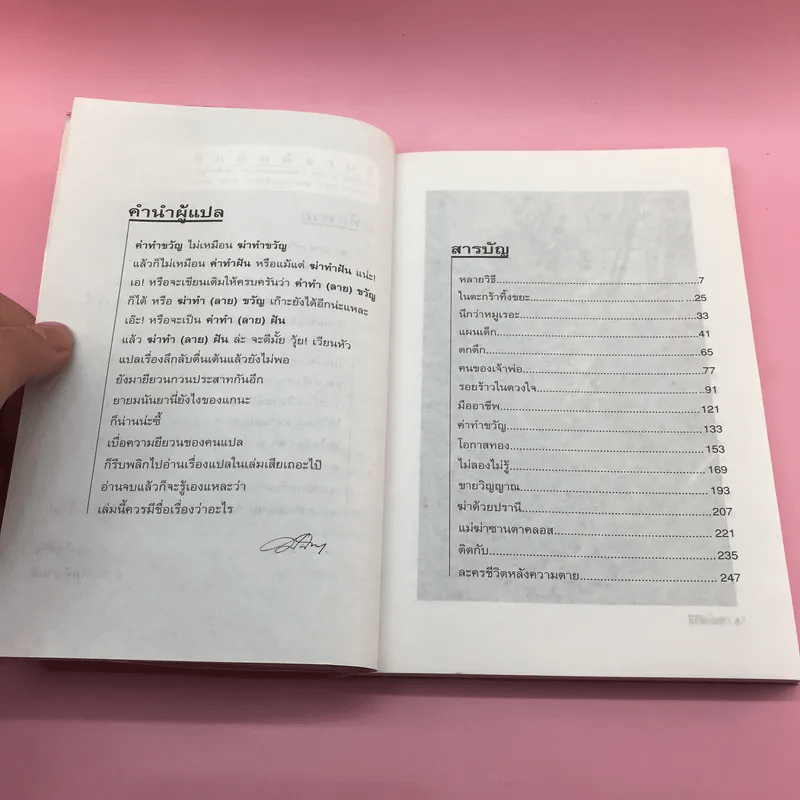 คำนำผู้แปล
ค่าทำขวัญ ไม่เหมือน ฆ่าทำขวัญ
แล้วก็ไม่เหมือน ค่าทำฝัน หรือแม้แต่ ฆ่าทำฝัน แน่ะ!
เอ! หรือจะเขียนเติมให้ครบครันว่า ค่าทำ (ลาย) ขวัญ
ก็ได้ หรือ ฆ่าทำ (ลาย) ขวัญ เก๊าะยังได้อีกน่ะแหละ
เอ๊ะ! หรือจะเป็น ค่าทำ (ลาย) ฝัน
แล้ว ฆ่าทำ (ลาย) ฝัน ล่ะ จะดีมั้ย วุ้ย! เวียนหัว
แปลเรื่องลึกลับตื่นเต้นแล้วยังไม่พอ
ยังมายียวนกวนประสาทกันอีก
ยายมนันยานี่ยังไงของแกนะ
ก็น่านน่ะซี้
เบื่อความยียวนของคนแปล
ก็รีบพลิกไปอ่านเรื่องแปลในเล่มเสียเถอะไป๊
อ่านจบแล้วก็จะรู้เองแหละว่า
เล่มนี้ควรมีชื่อเรื่องว่าอะไร
สารบัญ
หลายวิธี.....7
ในตะกร้าทิ้งขยะ.....25
นึกว่าหมูเรอะ.....33
แผนเด็ก.....41
ตกตึก.....65
คนของเจ้าพ่อ.....77
รอยร้าวในดวงใจ.....91
มืออาชีพ.....121
ค่าทำขวัญ.....133
โอกาสทอง.....153
ไม่ลองไม่รู้.....169
ขายวิญญาณ.....193
ฆ่าด้วยปรานี.....207
แม่ฆ่าซานตาคลอส.....221
ติดกับ.....235
ละครชีวิตหลังความตาย.....247